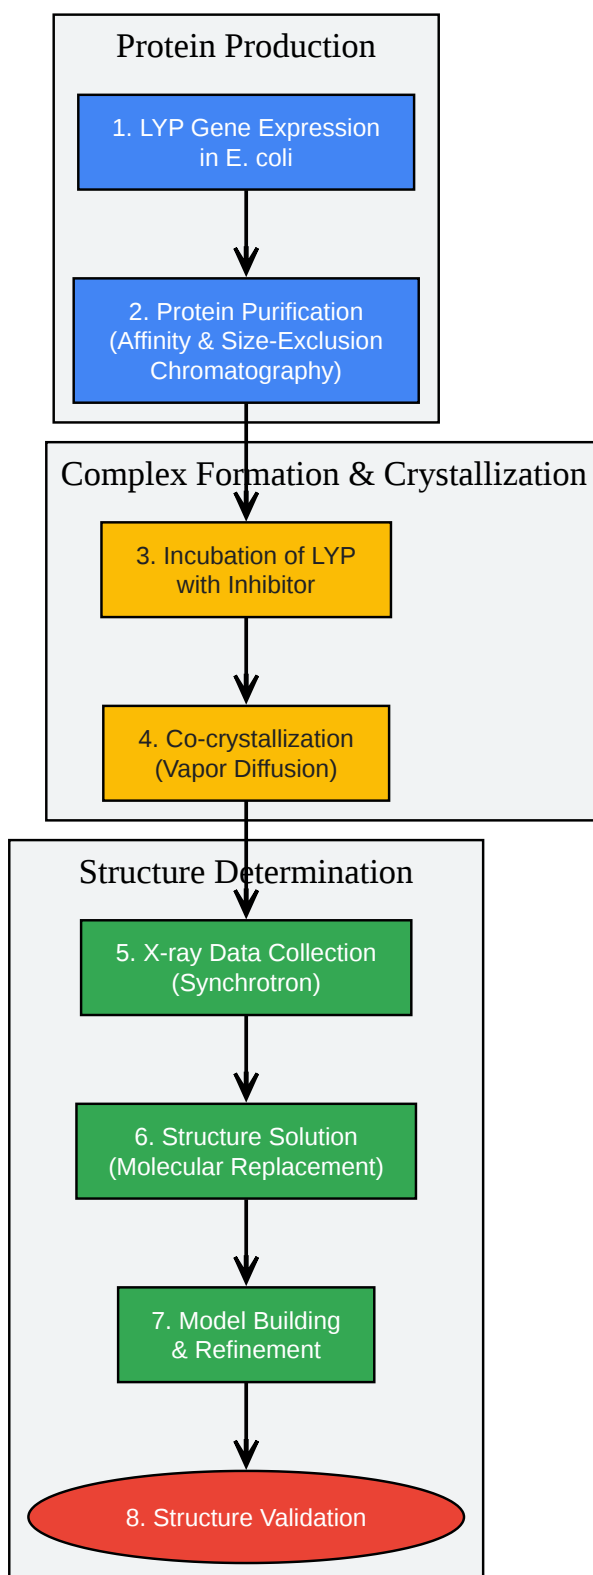 Protein Production
1. LYP Gene Expression
in E. coli
2. Protein Purification
(Affinity & Size-Exclusion
Chromatography)
Complex Formation & Crystallization
3. Incubation of LYP
with Inhibitor
4. Co-crystallization
(Vapor Diffusion)
Structure Determination
5. X-ray Data Collection
(Synchrotron)
6. Structure Solution
(Molecular Replacement)
7. Model Building
& Refinement
8. Structure Validation